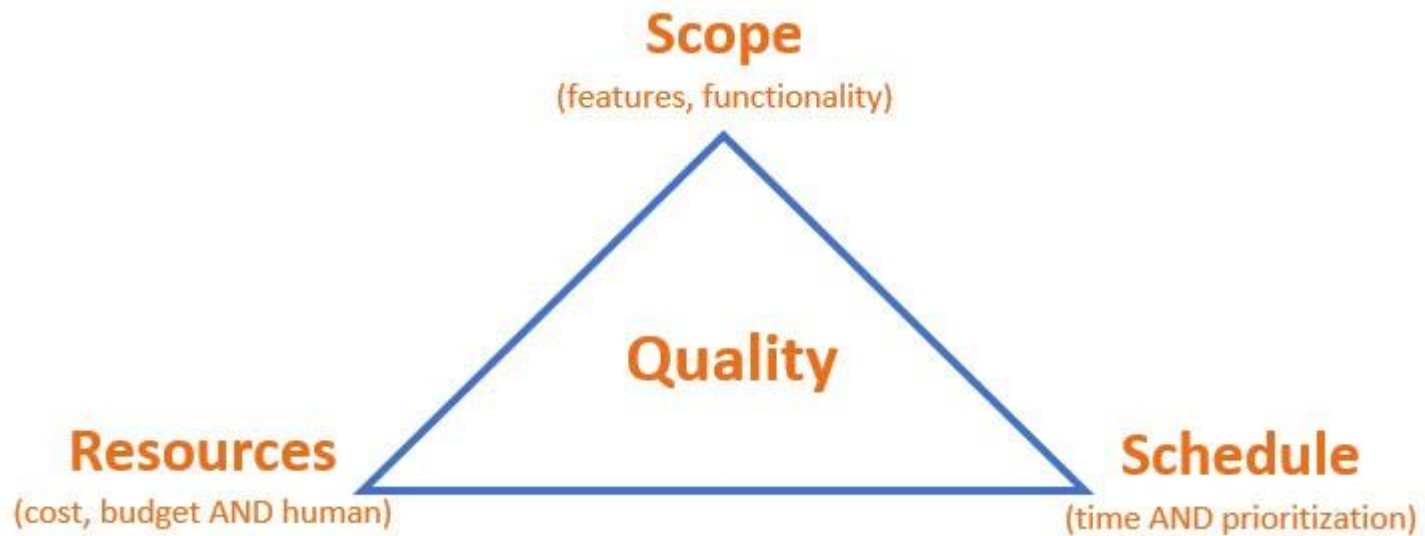 Scope
(features, functionality)
Quality
Resources
(cost, budget AND human)
Schedule
(time AND prioritization)